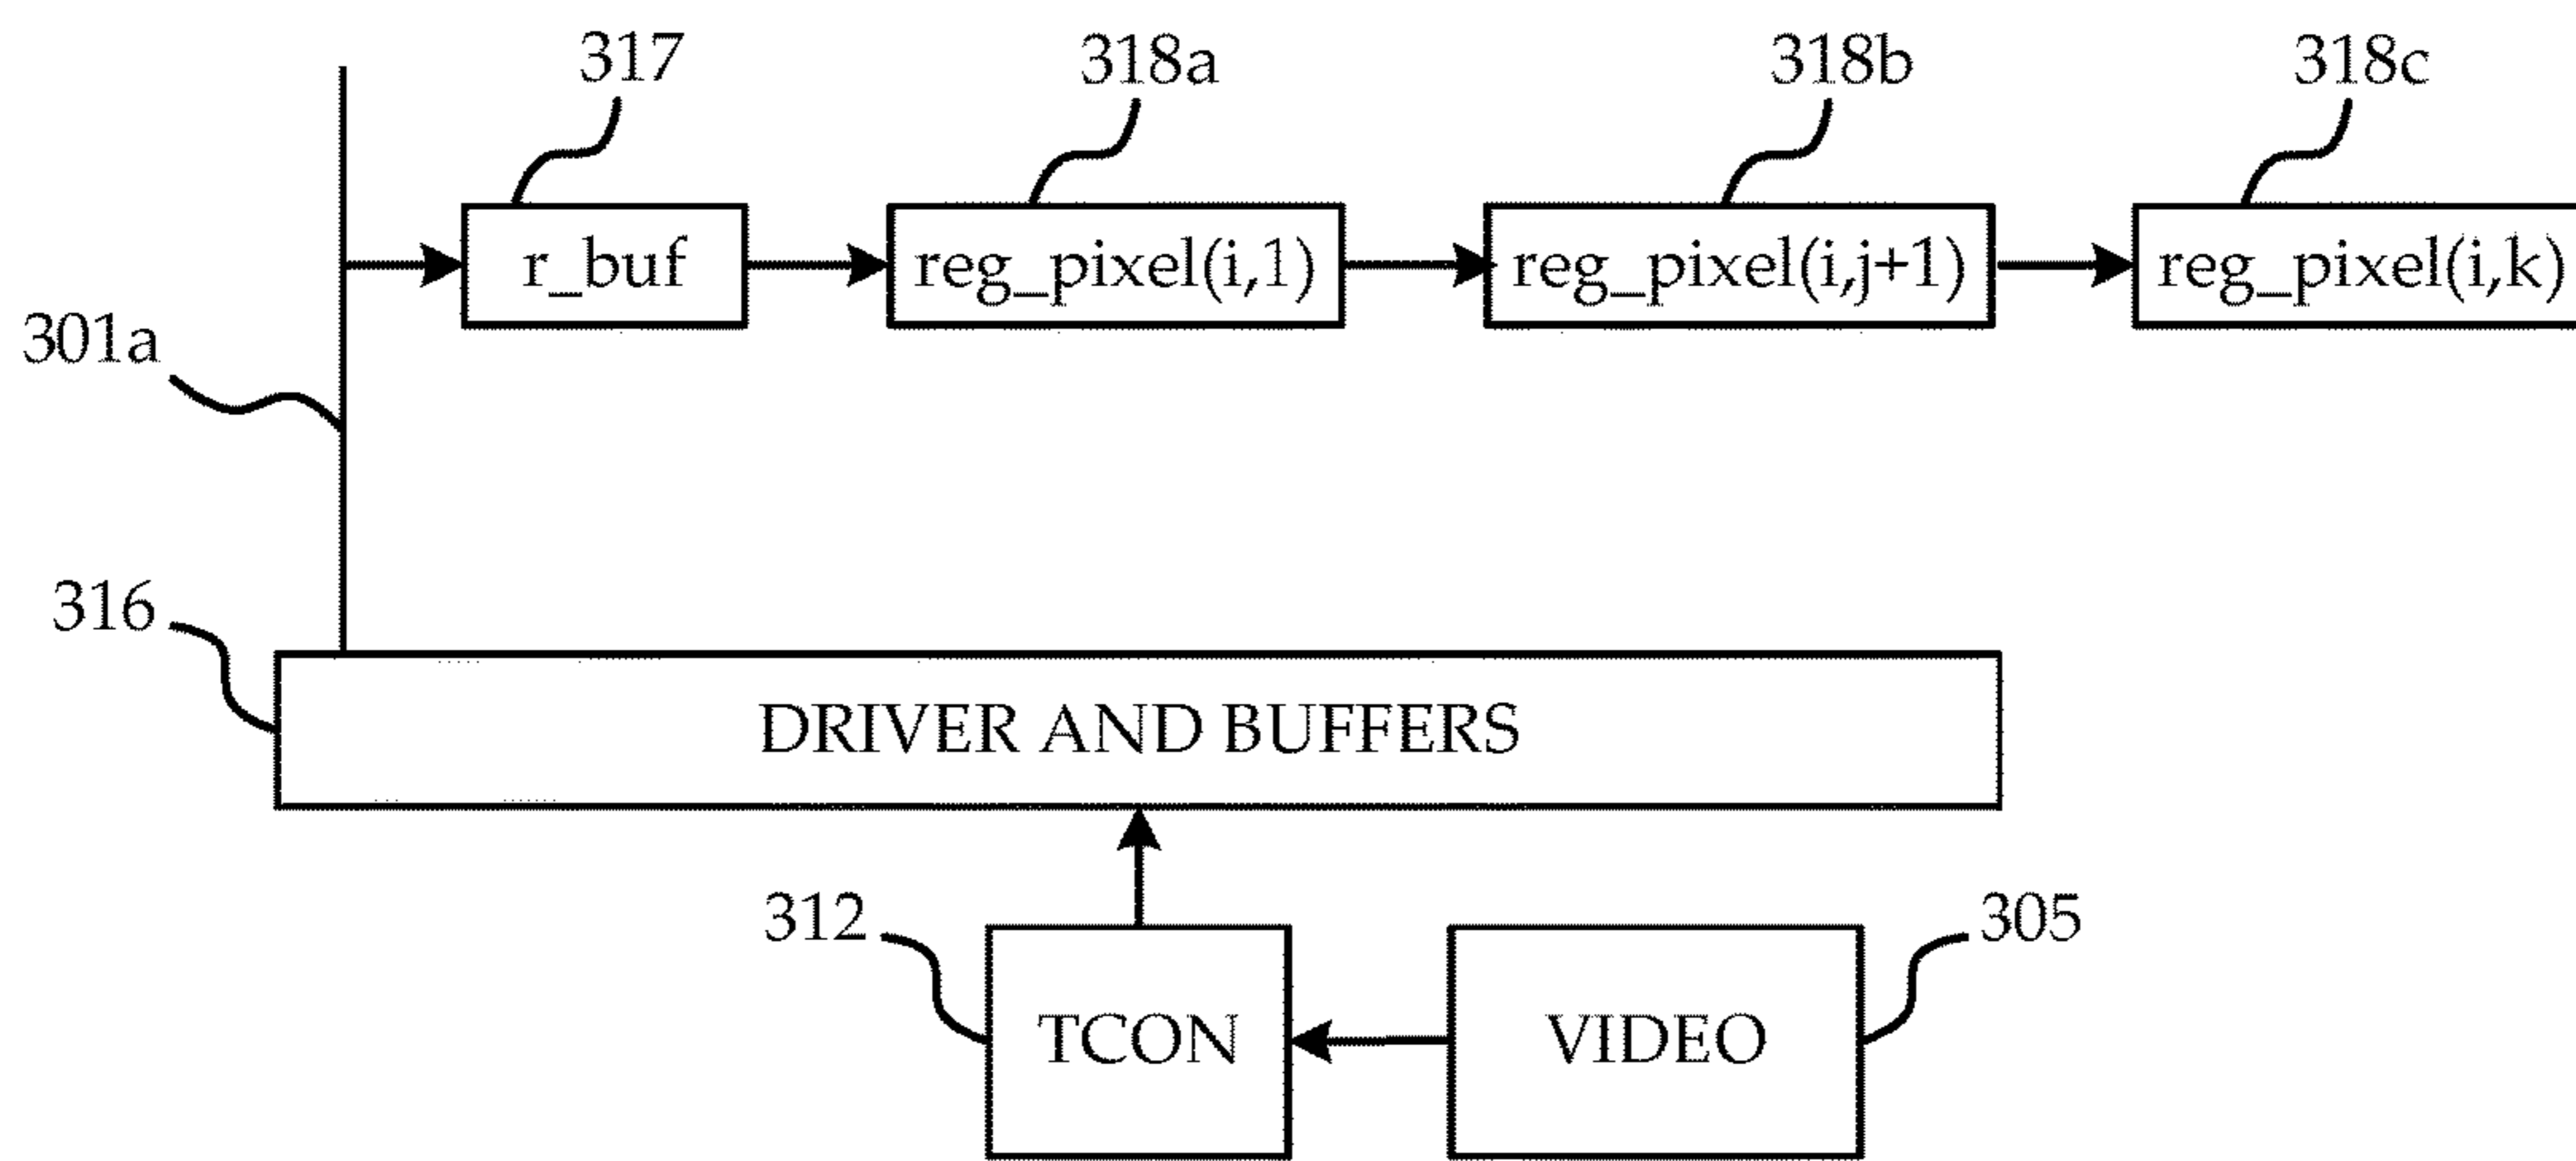 317
318a
318b
318c
r_buf
reg_pixel(i,1)
reg_pixel(i,j+1)
reg_pixel(i,k)
301a
316
DRIVER AND BUFFERS
312
305
TCON
VIDEO